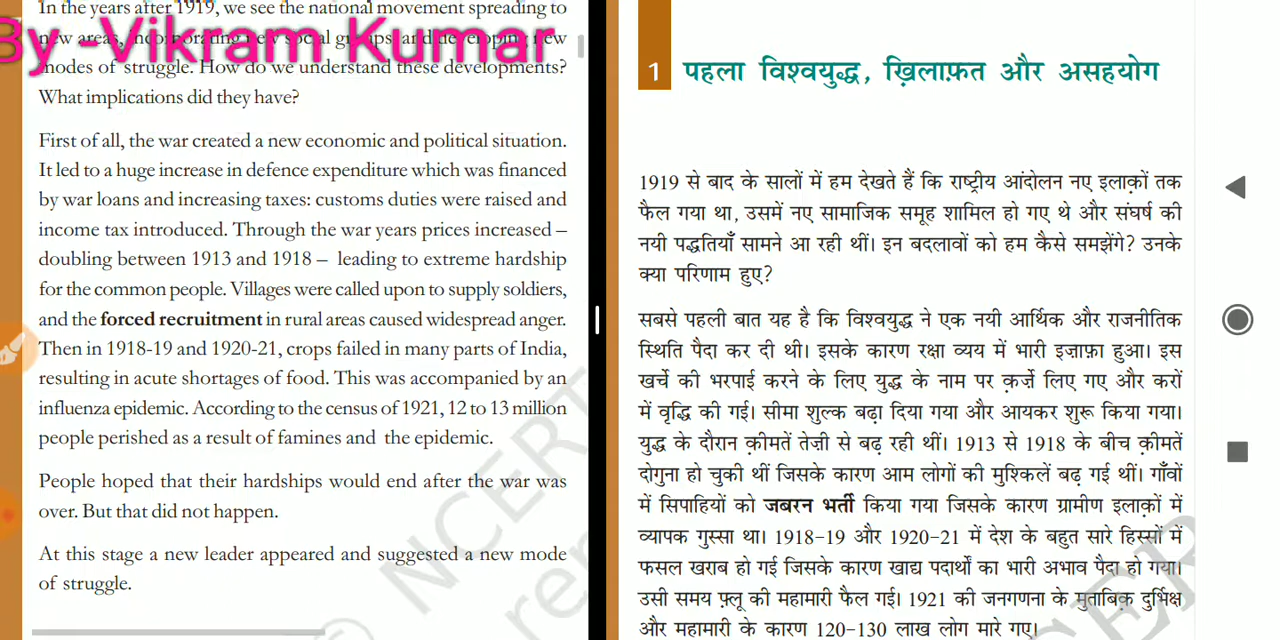 In the years after 1919, we see the national movement spreading to
new areas, incorporating new social groups, and developing new
By -Vikram Kumar
modes of struggle. How do we understand these developments?
What implications did they have?
First of all, the war created a new economic and political situation.
It led to a huge increase in defence expenditure which was financed
by war loans and increasing taxes: customs duties were raised and
income tax introduced. Through the war years prices increased –
doubling between 1913 and 1918 – leading to extreme hardship
for the common people. Villages were called upon to supply soldiers,
and the forced recruitment in rural areas caused widespread anger.
Then in 1918-19 and 1920-21, crops failed in many parts of India,
resulting in acute shortages of food. This was accompanied by an
influenza epidemic. According to the census of 1921, 12 to 13 million
people perished as a result of famines and the epidemic.
People hoped that their hardships would end after the war was
over. But that did not happen.
At this stage a new leader appeared and suggested a new mode
of struggle.
© NCERT
1 पहला विश्वयुद्ध, ख़िलाफ़त और असहयोग
1919 से बाद के सालों में हम देखते हैं कि राष्ट्रीय आंदोलन नए इलाक़ों तक
फैल गया था, उसमें नए सामाजिक समूह शामिल हो गए थे और संघर्ष की
नयी पद्धतियाँ सामने आ रही थीं। इन बदलावों को हम कैसे समझेंगे? उनके
क्या परिणाम हुए?
सबसे पहली बात यह है कि विश्वयुद्ध ने एक नयी आर्थिक और राजनीतिक
स्थिति पैदा कर दी थी। इसके कारण रक्षा व्यय में भारी इज़ाफ़ा हुआ। इस
खर्चे की भरपाई करने के लिए युद्ध के नाम पर क़र्ज़े लिए गए और करों
में वृद्धि की गई। सीमा शुल्क बढ़ा दिया गया और आयकर शुरू किया गया।
युद्ध के दौरान क़ीमतें तेज़ी से बढ़ रही थीं। 1913 से 1918 के बीच क़ीमतें
दोगुना हो चुकी थीं जिसके कारण आम लोगों की मुश्किलें बढ़ गई थीं। गाँवों
में सिपाहियों को जबरन भर्ती किया गया जिसके कारण ग्रामीण इलाक़ों में
व्यापक गुस्सा था। 1918-19 और 1920-21 में देश के बहुत सारे हिस्सों में
फसल खराब हो गई जिसके कारण खाद्य पदार्थों का भारी अभाव पैदा हो गया।
उसी समय फ़्लू की महामारी फैल गई। 1921 की जनगणना के मुताबिक़ दुर्भिक्ष
और महामारी के कारण 120-130 लाख लोग मारे गए।